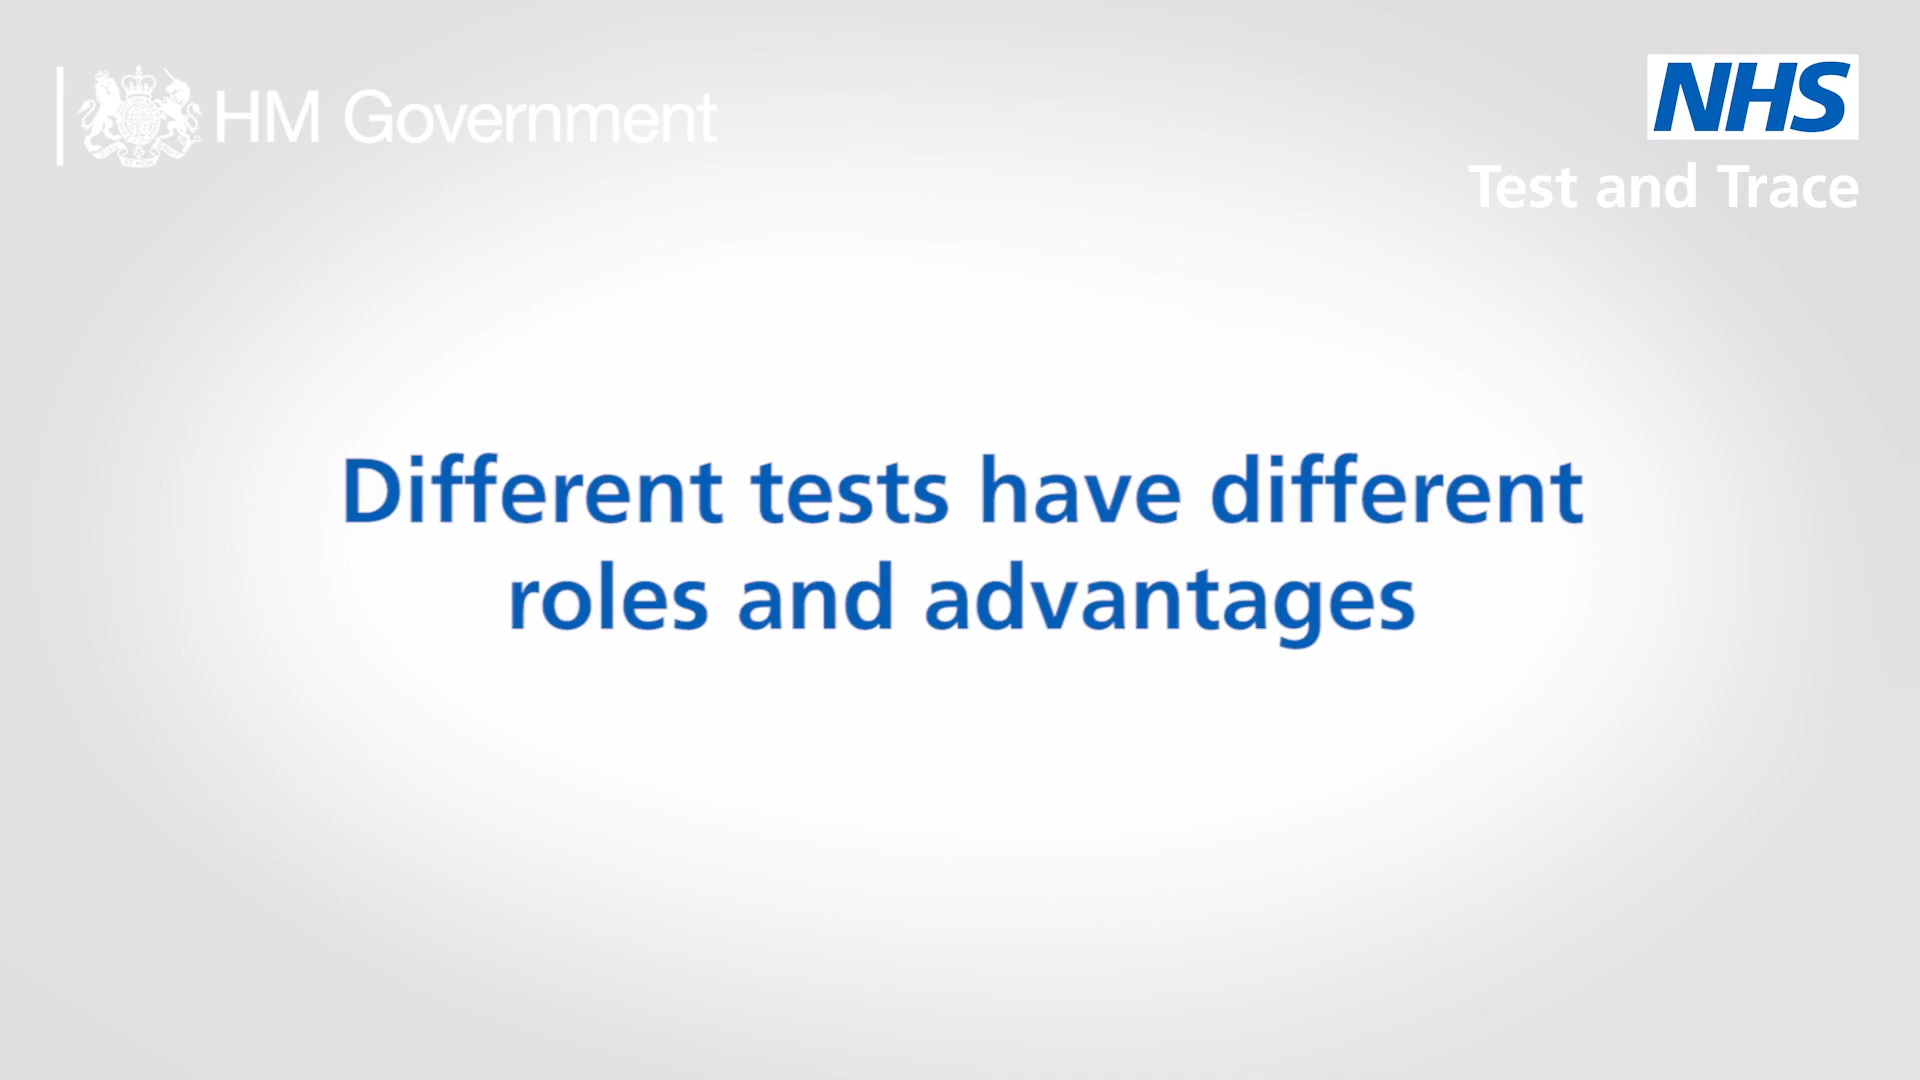 HM Government
NHS
Test and Trace
Different tests have different
roles and advantages